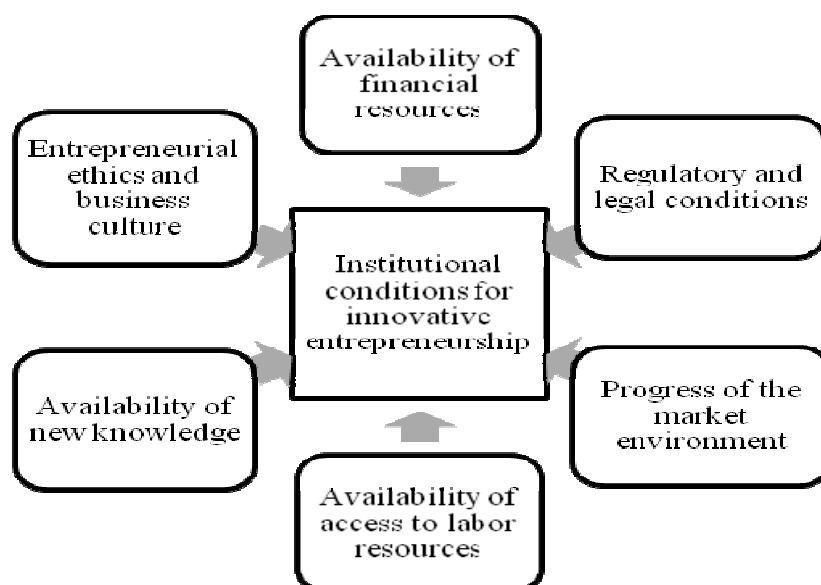 Availability of
financial
resources
Entrepreneurial
ethics and
business
culture
Regulatory and
legal conditions
Institutional
conditions for
innovative
entrepreneurship
Availability of
new knowledge
Progress of the
market
environment
Availability of
access to labor
resources